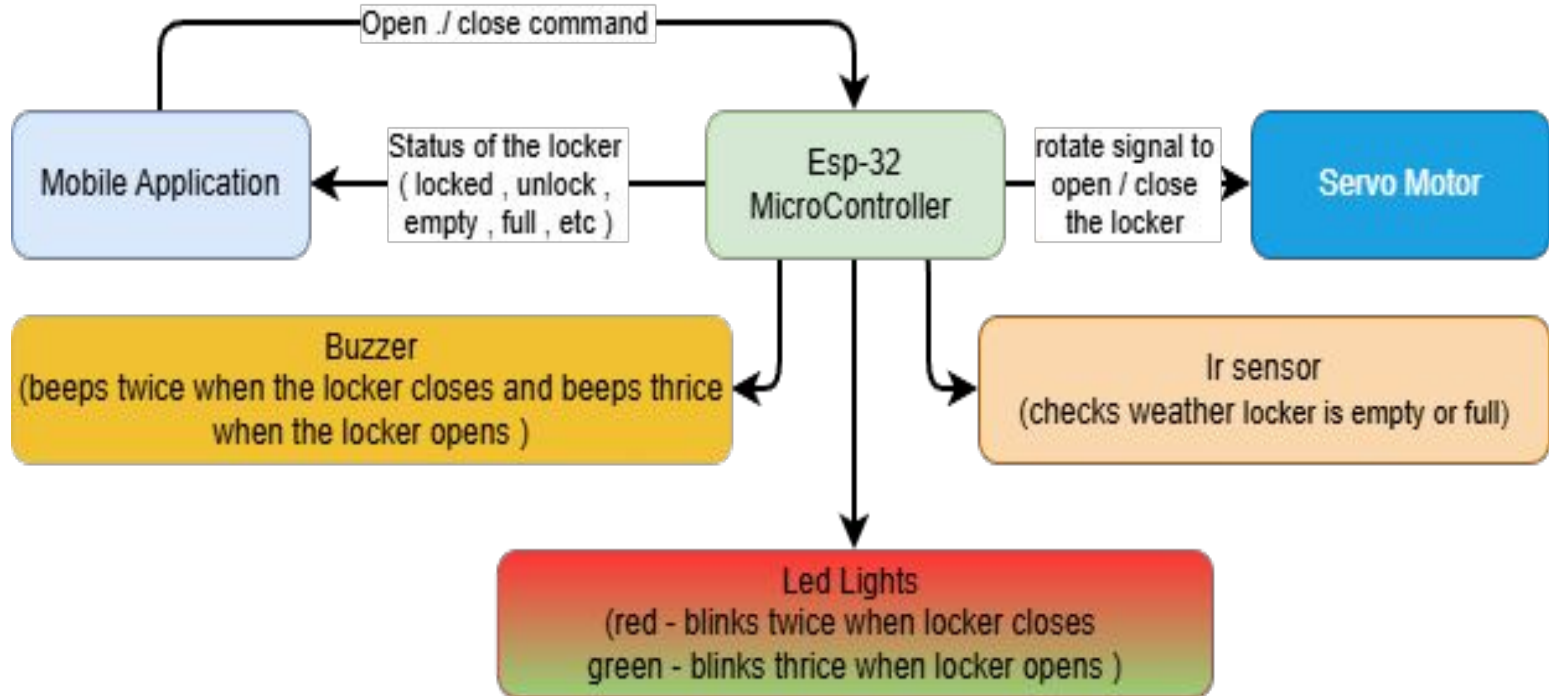 Open ./ close command
Mobile Application
Status of the locker
( locked , unlock ,
empty , full , etc )
Esp-32
MicroController
rotate signal to
open / close
the locker
Servo Motor
Buzzer
(beeps twice when the locker closes and beeps thrice
when the locker opens )
Ir sensor
(checks weather locker is empty or full)
Led Lights
(red - blinks twice when locker closes
green - blinks thrice when locker opens )